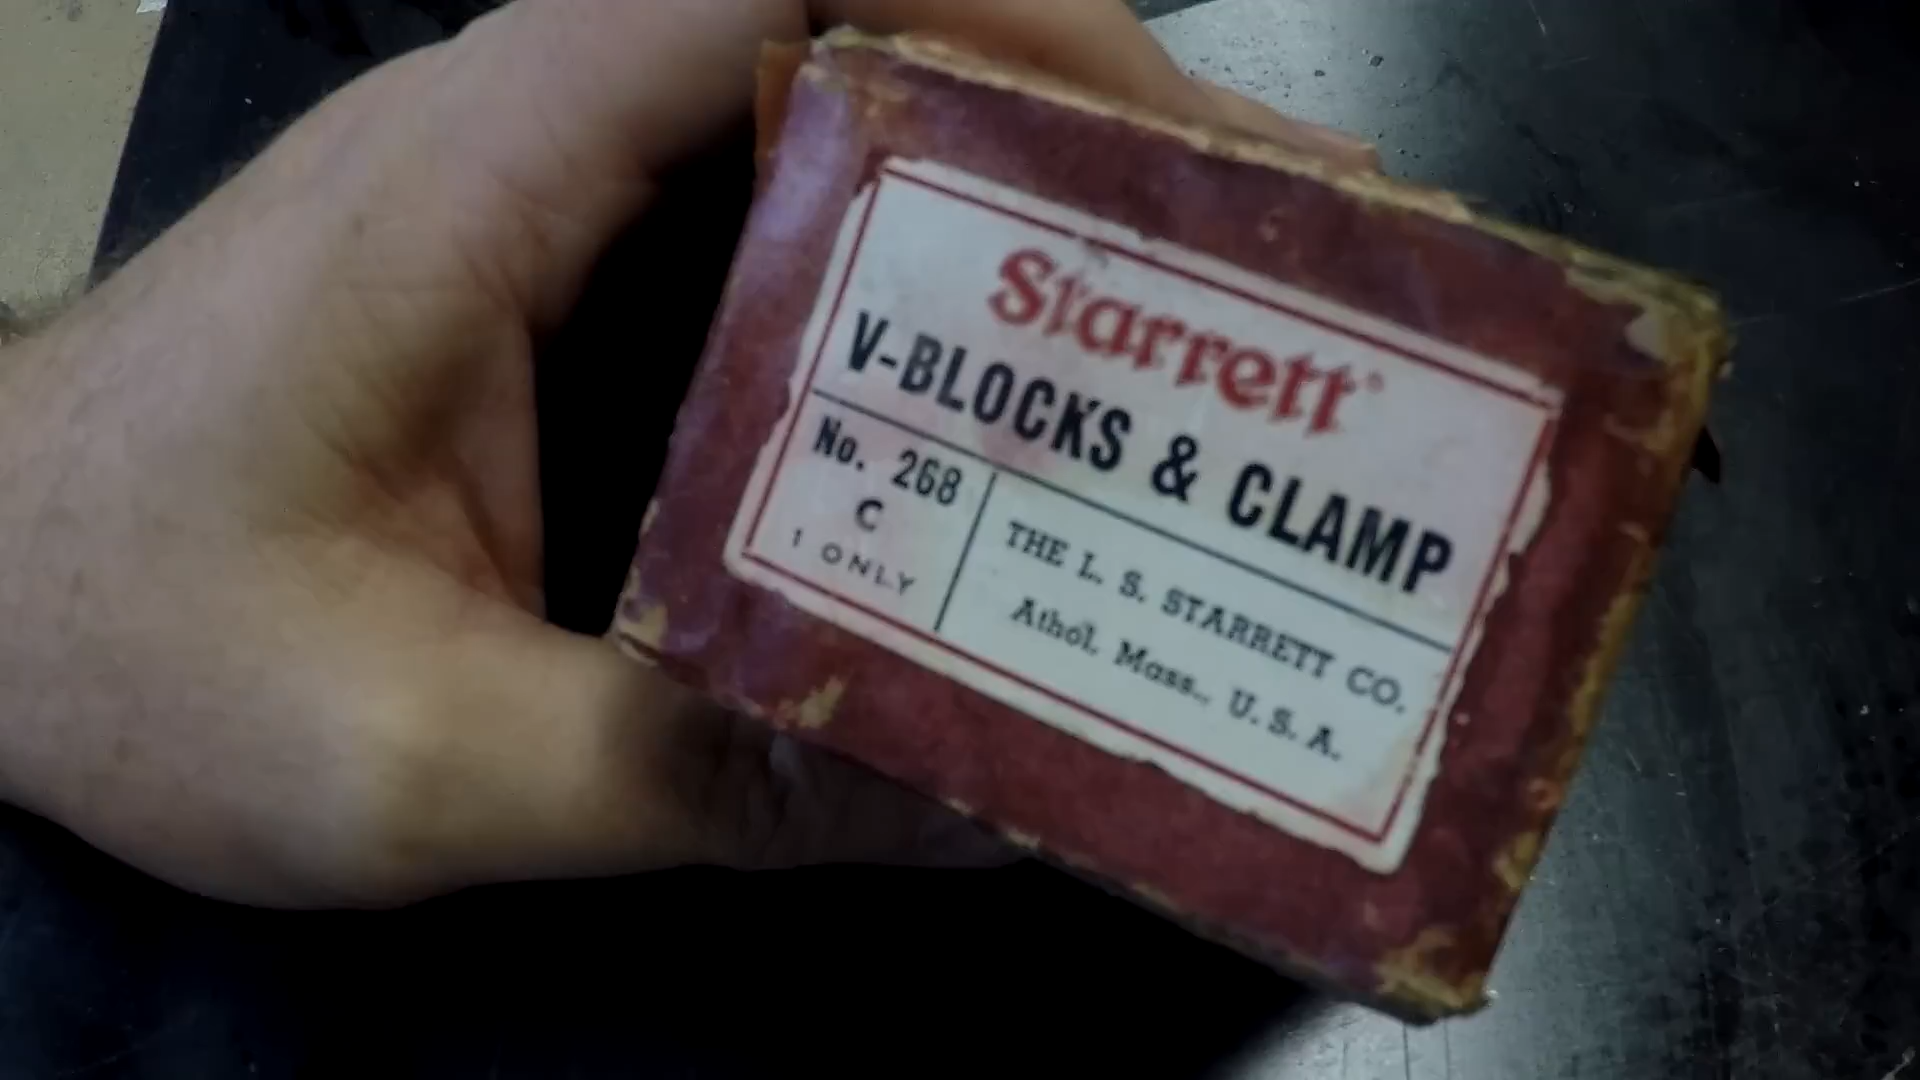 Starrett®
V-BLOCKS & CLAMP
No. 268
C
1 ONLY
THE L. S. STARRETT CO.
Athol, Mass., U.S.A.